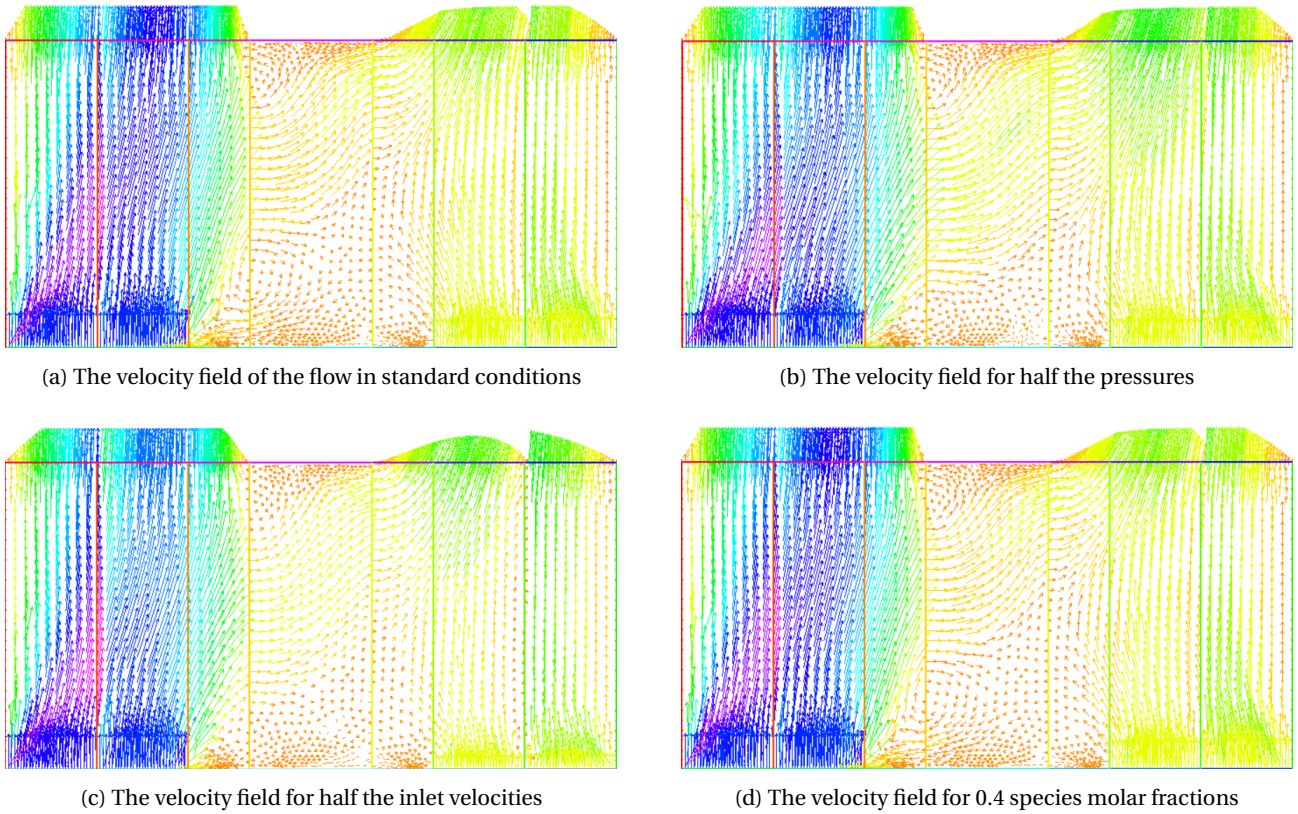 (a) The velocity field of the flow in standard conditions
(b) The velocity field for half the pressures
(c) The velocity field for half the inlet velocities
(d) The velocity field for 0.4 species molar fractions